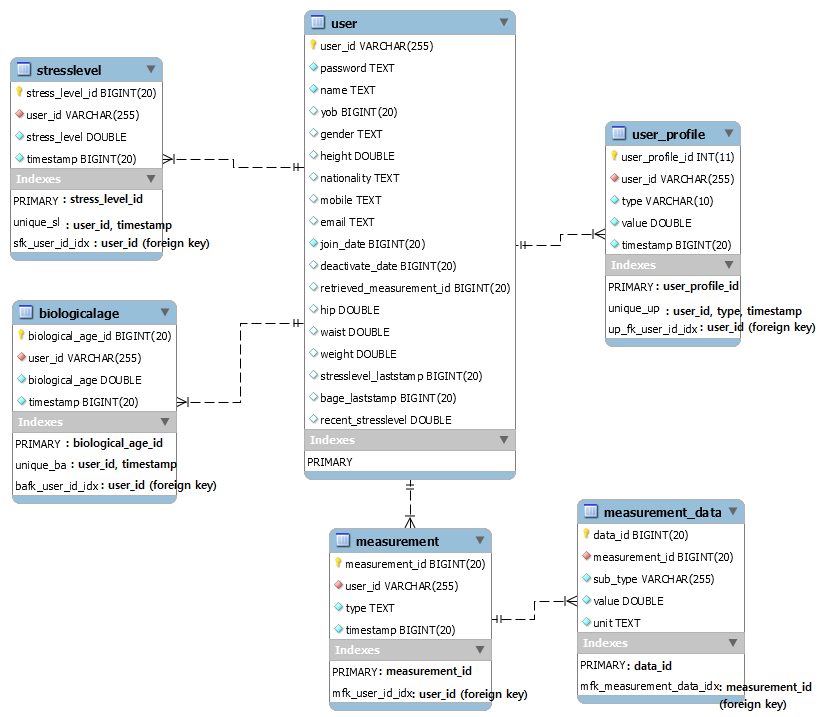 user
user_id VARCHAR(255)
password TEXT
name TEXT
yob BIGINT(20)
gender TEXT
height DOUBLE
nationality TEXT
mobile TEXT
email TEXT
join_date BIGINT(20)
deactivate_date BIGINT(20)
retrieved_measurement_id BIGINT(20)
hip DOUBLE
waist DOUBLE
weight DOUBLE
stresslevel_laststamp BIGINT(20)
bage_laststamp BIGINT(20)
recent_stresslevel DOUBLE
Indexes
PRIMARY
stresslevel
stress_level_id BIGINT(20)
user_id VARCHAR(255)
stress_level DOUBLE
timestamp BIGINT(20)
Indexes
PRIMARY : stress_level_id
unique_sl : user_id, timestamp
sfk_user_id_idx : user_id (foreign key)
biologicalage
biological_age_id BIGINT(20)
user_id VARCHAR(255)
biological_age DOUBLE
timestamp BIGINT(20)
Indexes
PRIMARY : biological_age_id
unique_ba : user_id, timestamp
bafk_user_id_idx : user_id (foreign key)
user_profile
user_profile_id INT(11)
user_id VARCHAR(255)
type VARCHAR(10)
value DOUBLE
timestamp BIGINT(20)
Indexes
PRIMARY : user_profile_id
unique_up : user_id, type, timestamp
up_fk_user_id_idx : user_id (foreign key)
measurement
measurement_id BIGINT(20)
user_id VARCHAR(255)
type TEXT
timestamp BIGINT(20)
Indexes
PRIMARY : measurement_id
mfk_user_id_idx : user_id (foreign key)
measurement_data
data_id BIGINT(20)
measurement_id BIGINT(20)
sub_type VARCHAR(255)
value DOUBLE
unit TEXT
Indexes
PRIMARY : data_id
mfk_measurement_data_idx : measurement_id
(foreign key)